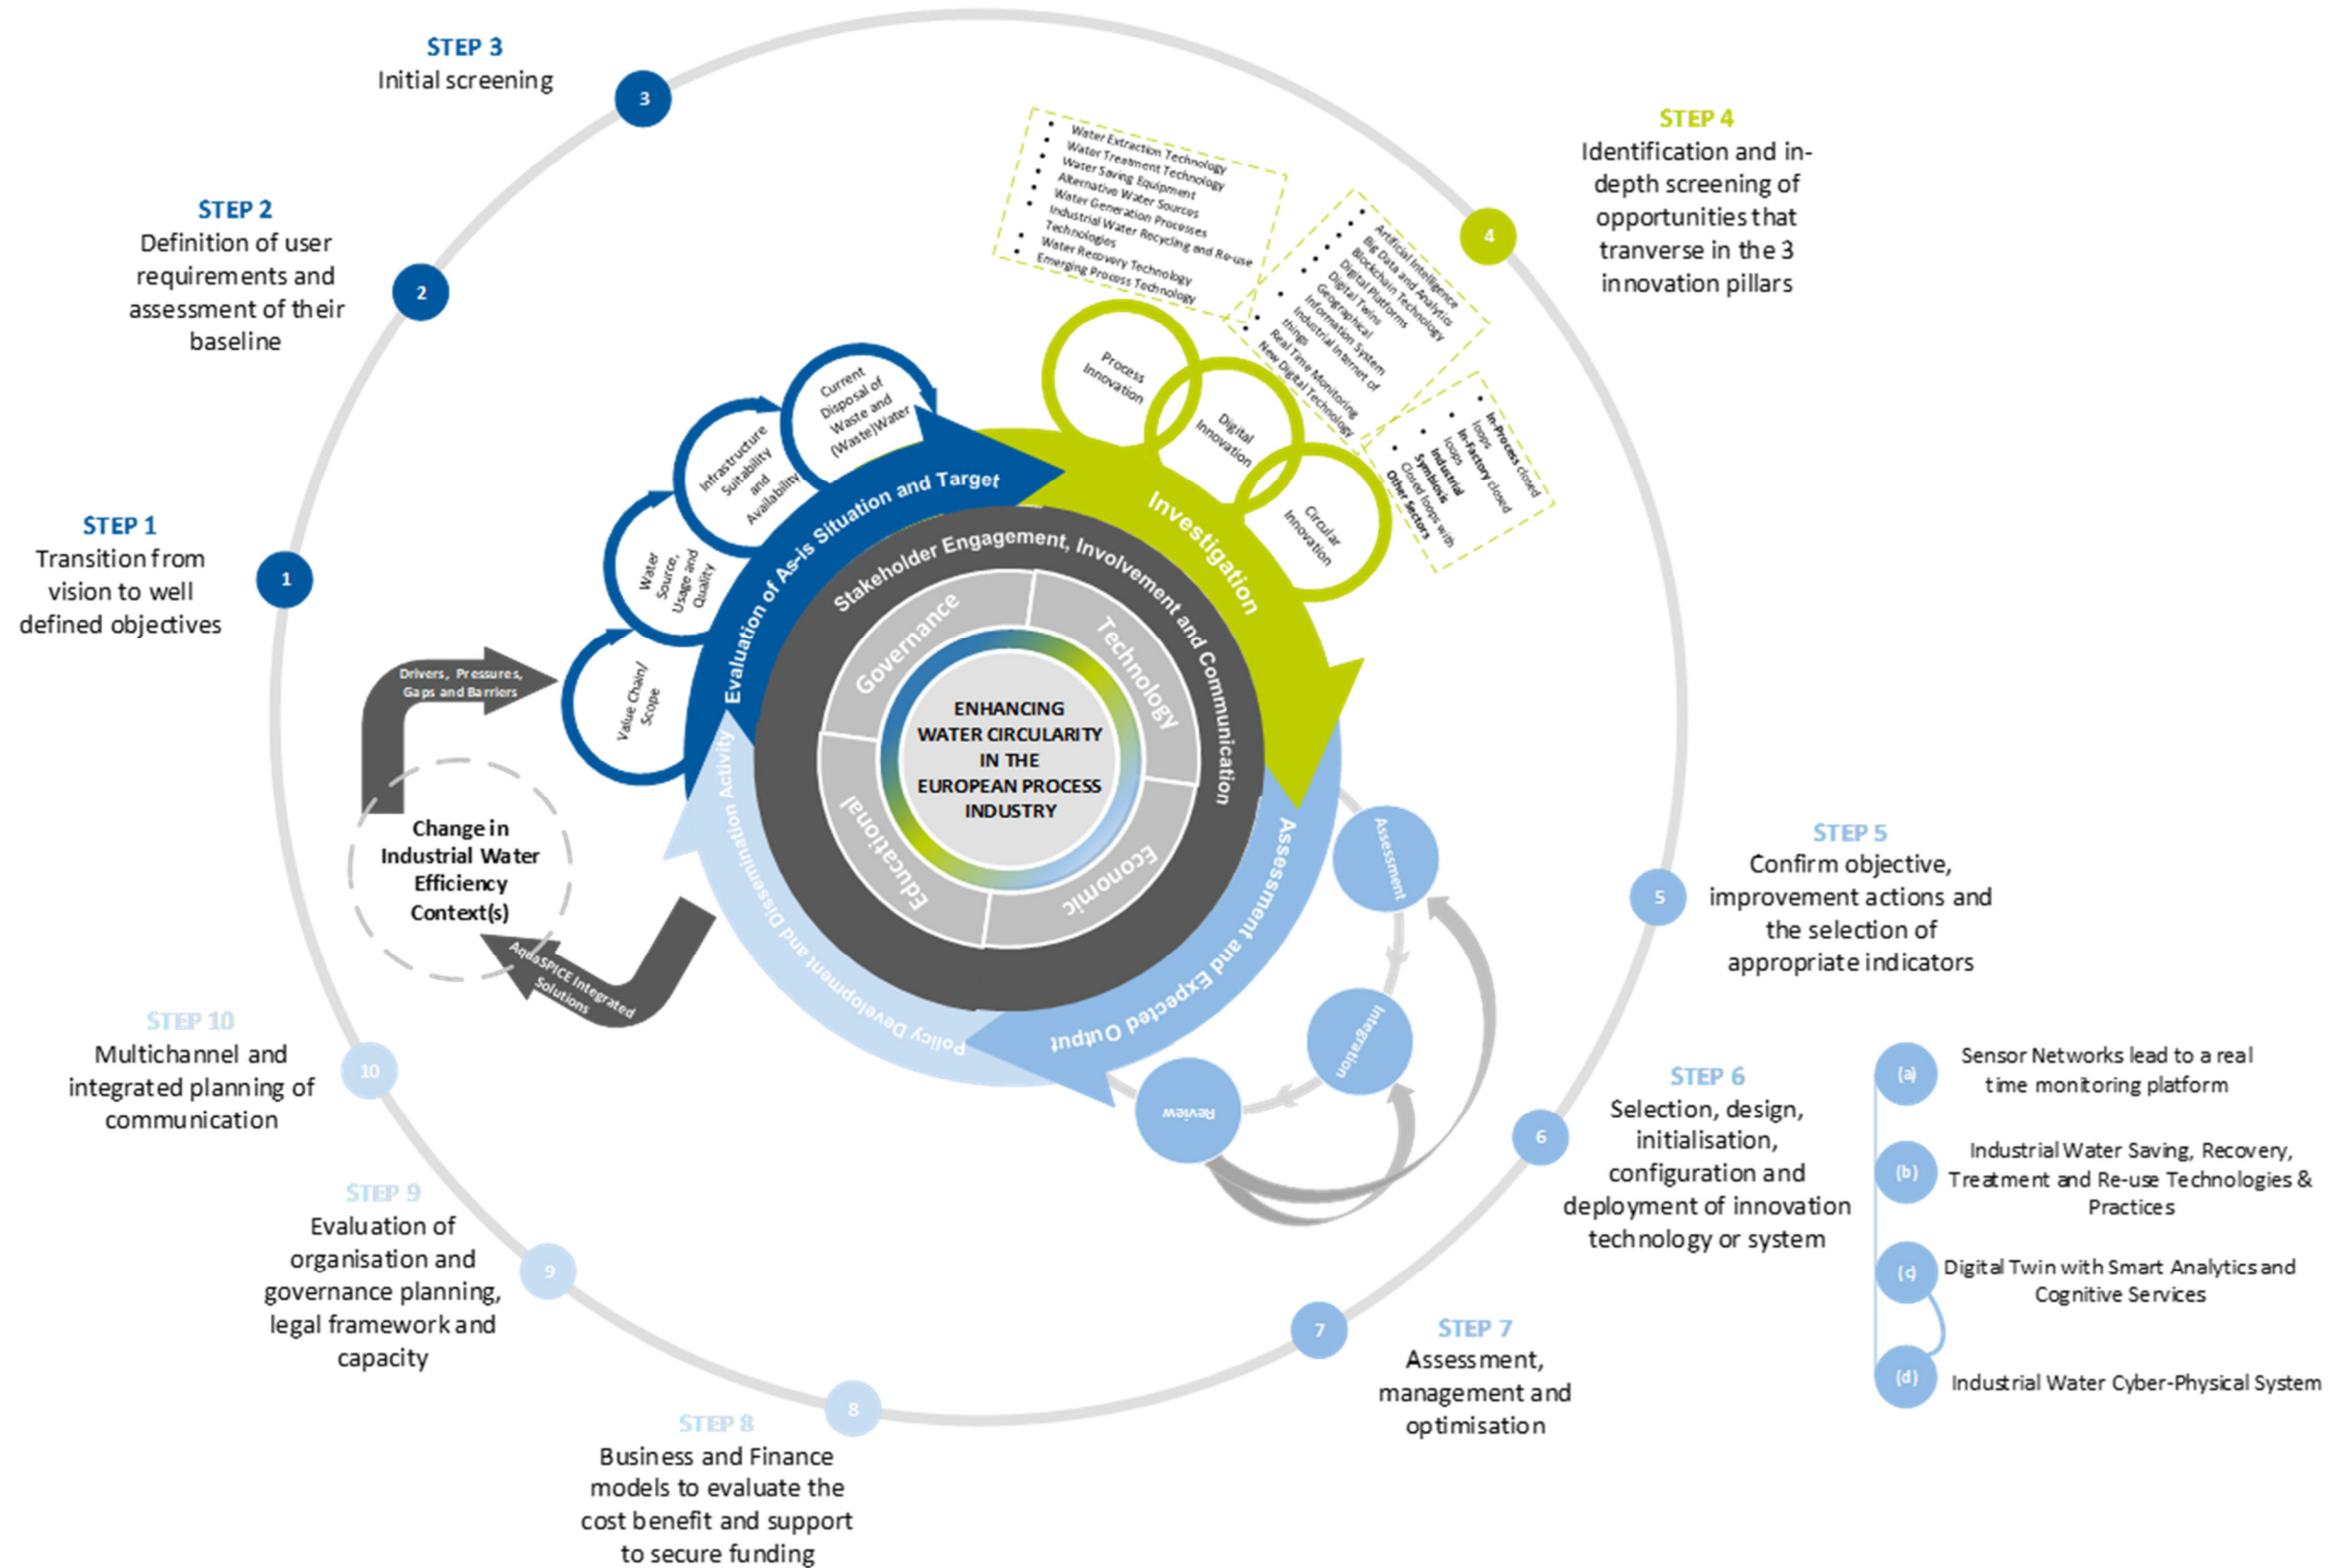 STEP 3
Initial screening
3
STEP 2
Definition of user
requirements and
assessment of their
baseline
2
STEP 1
Transition from
vision to well
defined objectives
1
STEP 4
Identification and in-
depth screening of
opportunities that
tranverse in the 3
innovation pillars
4
• Water Extraction Technology
• Water Treatment Technology
• Water Saving Equipment
• Alternative Water Sources
• Water Generation Processes
• Industrial Water Recycling and Re-use
Technologies
• Water Recovery Technology
• Emerging Process Technology
• Artificial Intelligence
• Big Data and Analytics
• Blockchain Technology
• Digital Platforms
• Digital Twins
• Geographical
Information System
• Industrial Internet of
things
• Real Time Monitoring
• New Digital Technology
• In-Process closed
loops
• In-Factory closed
loops
• Industrial
Symbiosis
• Closed loops with
Other Sectors
Process
Innovation
Digital
Innovation
Circular
Innovation
Current
Disposal of
Waste and
(Waste)Water
Infrastructure
Suitability
and
Availability
Water
Source,
Usage and
Quality
Value Chain/
Scope
Drivers, Pressures,
Gaps and Barriers
Change in
Industrial Water
Efficiency
Context(s)
AquaSPICE Integrated
Solutions
Evaluation of As-is Situation and Target
Investigation
Assessment and Expected Output
Policy Development and Dissemination Activity
Stakeholder Engagement, Involvement and Communication
Governance
Technology
Economic
Educational
ENHANCING
WATER CIRCULARITY
IN THE
EUROPEAN PROCESS
INDUSTRY
Assessment
Integration
Review
STEP 5
Confirm objective,
improvement actions and
the selection of
appropriate indicators
5
STEP 6
Selection, design,
initialisation,
configuration and
deployment of innovation
technology or system
6
(a)
Sensor Networks lead to a real
time monitoring platform
(b)
Industrial Water Saving, Recovery,
Treatment and Re-use Technologies &
Practices
(c)
Digital Twin with Smart Analytics and
Cognitive Services
(d)
Industrial Water Cyber-Physical System
7
STEP 7
Assessment,
management and
optimisation
8
STEP 8
Business and Finance
models to evaluate the
cost benefit and support
to secure funding
9
STEP 9
Evaluation of
organisation and
governance planning,
legal framework and
capacity
10
STEP 10
Multichannel and
integrated planning of
communication